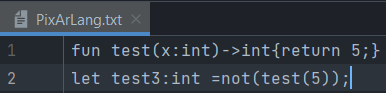 PixArLang.txt
1 fun test(x:int)->int{return 5;}
2 let test3:int =not(test(5));